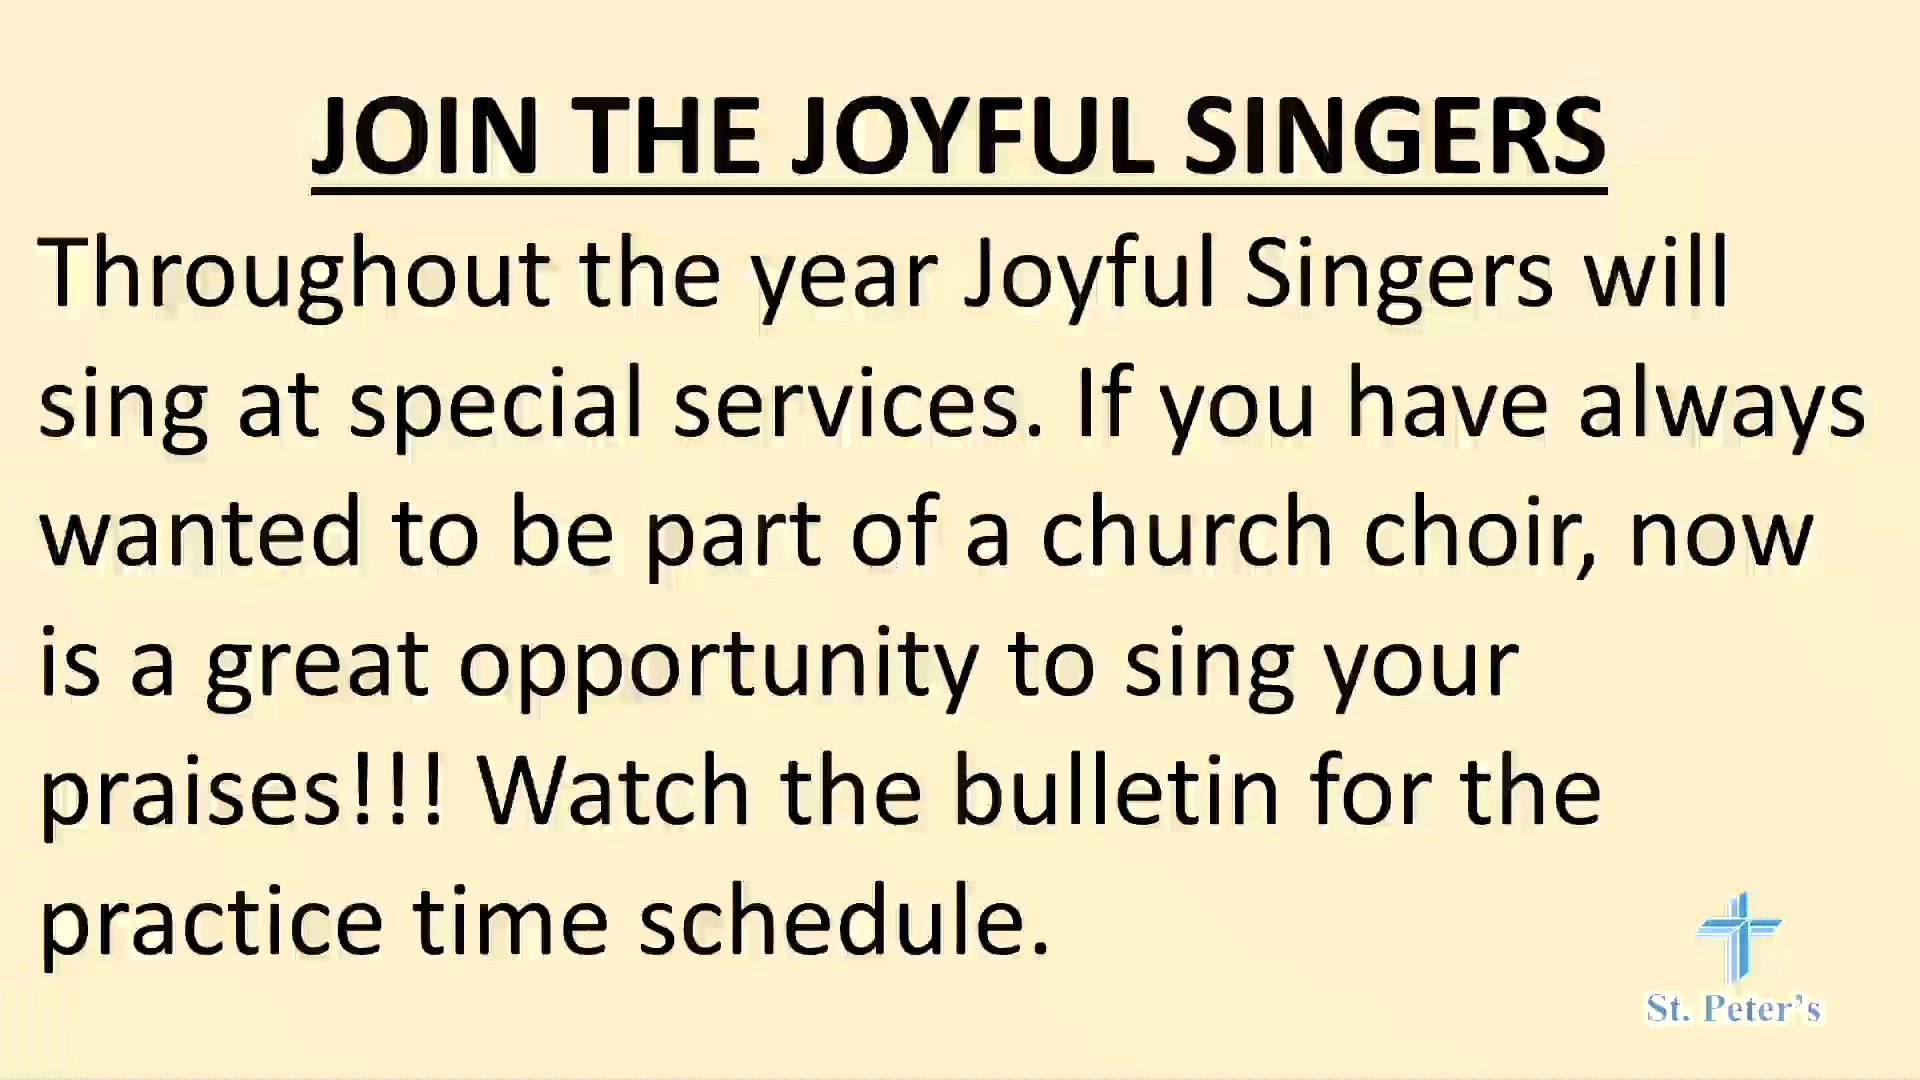 JOIN THE JOYFUL SINGERS
Throughout the year Joyful Singers will
sing at special services. If you have always
wanted to be part of a church choir, now
is a great opportunity to sing your
praises!!! Watch the bulletin for the
practice time schedule.
St. Peter's